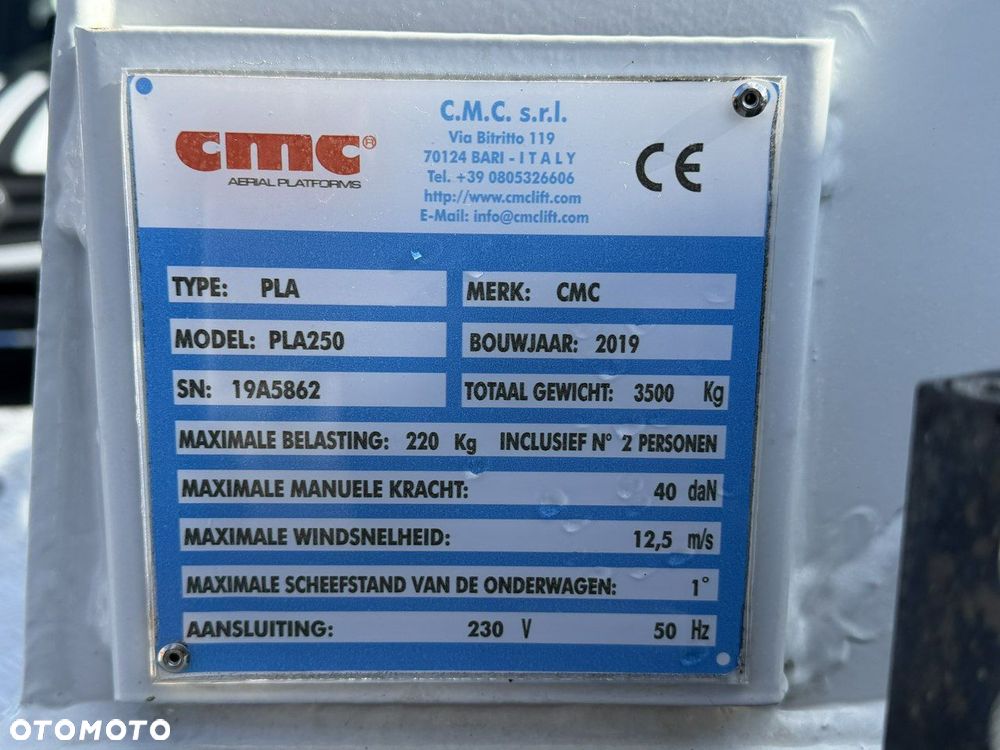 cmc®
AERIAL PLATFORMS
C.M.C. s.r.l.
Via Bitritto 119
70124 BARI - ITALY
Tel. +39 0805326606
http://www.cmclift.com
E-Mail: info@cmclift.com
CE
TYPE: PLA
MERK: CMC
MODEL: PLA250
BOUWJAAR: 2019
SN: 19A5862
TOTAAL GEWICHT: 3500 Kg
MAXIMALE BELASTING: 220 Kg INCLUSIEF N° 2 PERSONEN
MAXIMALE MANUELE KRACHT: 40 daN
MAXIMALE WINDSNELHEID: 12,5 m/s
MAXIMALE SCHEEFSTAND VAN DE ONDERWAGEN: 1°
AANSLUITING: 230 V 50 Hz
OTOMOTO